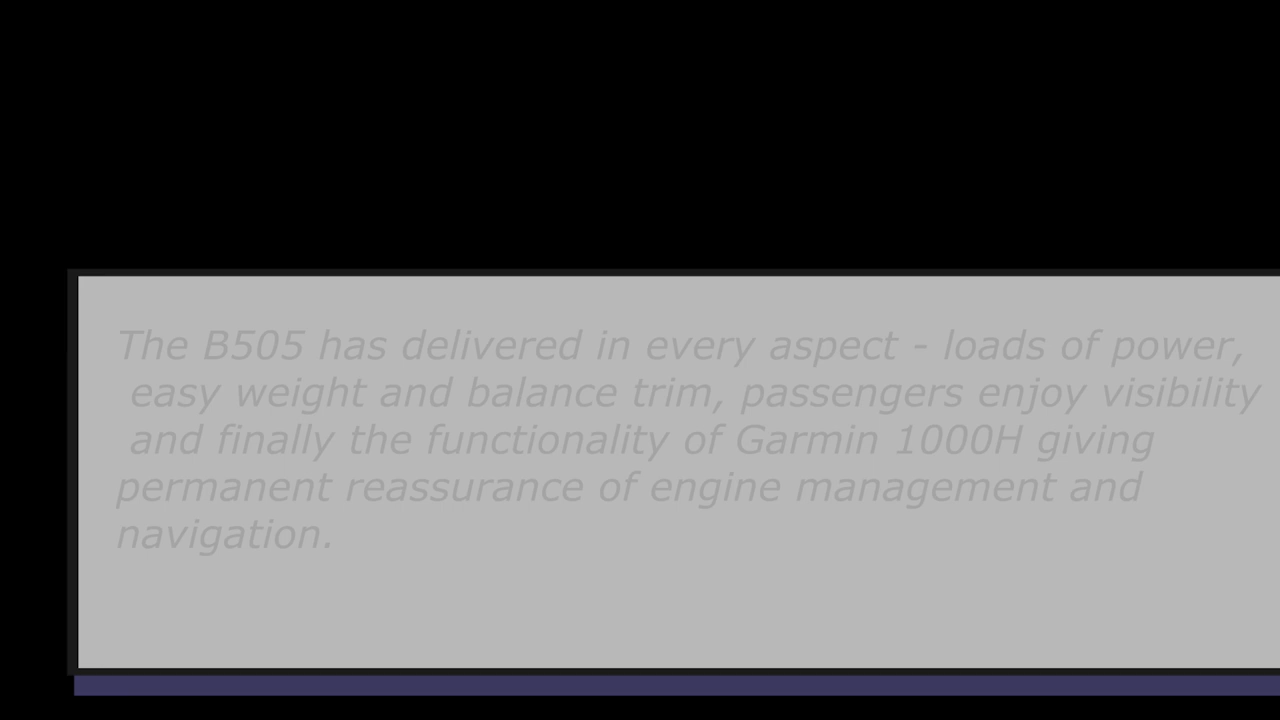 The B505 has delivered in every aspect - loads of power,
easy weight and balance trim, passengers enjoy visibility
and finally the functionality of Garmin 1000H giving
permanent reassurance of engine management and
navigation.